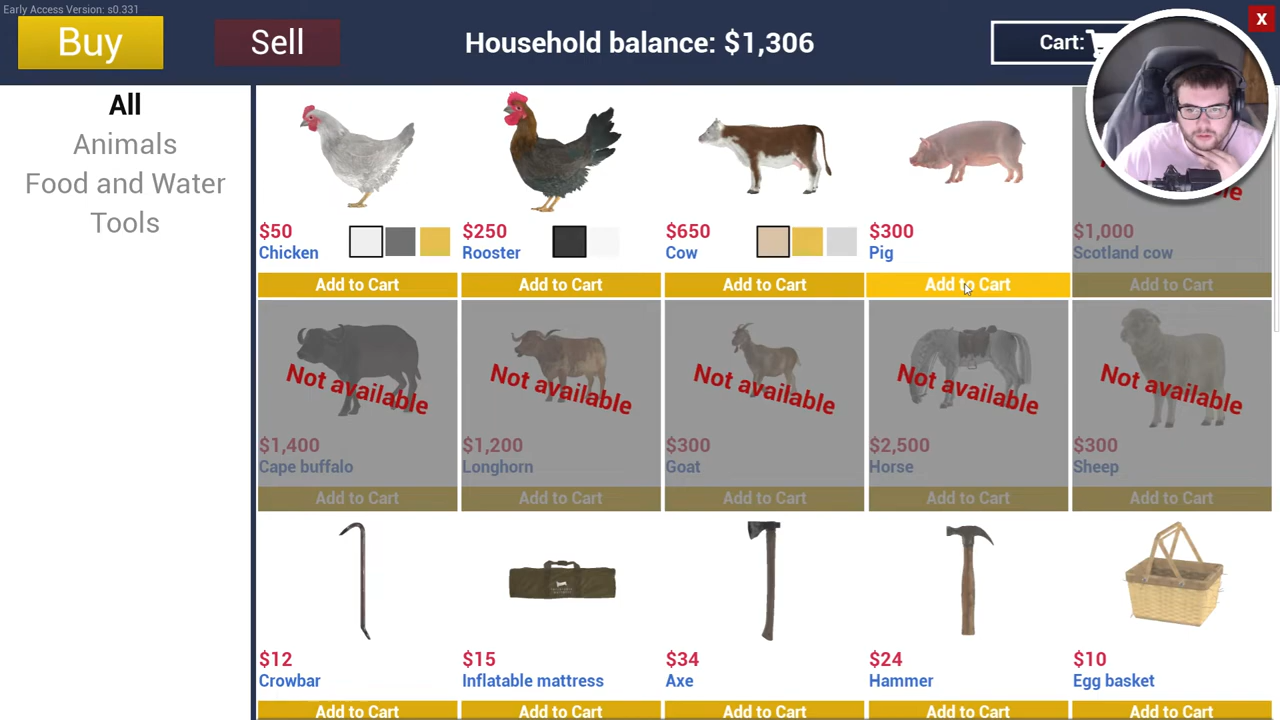 Early Access Version: s0.331
Buy
Sell
Household balance: $1,306
Cart:
X
All
Animals
Food and Water
Tools
$50
Chicken
Add to Cart
$250
Rooster
Add to Cart
$650
Cow
Add to Cart
$300
Pig
Add to Cart
$1,000
Scotland cow
Add to Cart
Not available
$1,400
Cape buffalo
Add to Cart
Not available
$1,200
Longhorn
Add to Cart
Not available
$300
Goat
Add to Cart
Not available
$2,500
Horse
Add to Cart
Not available
$300
Sheep
Add to Cart
$12
Crowbar
Add to Cart
$15
Inflatable mattress
Add to Cart
$34
Axe
Add to Cart
$24
Hammer
Add to Cart
$10
Egg basket
Add to Cart